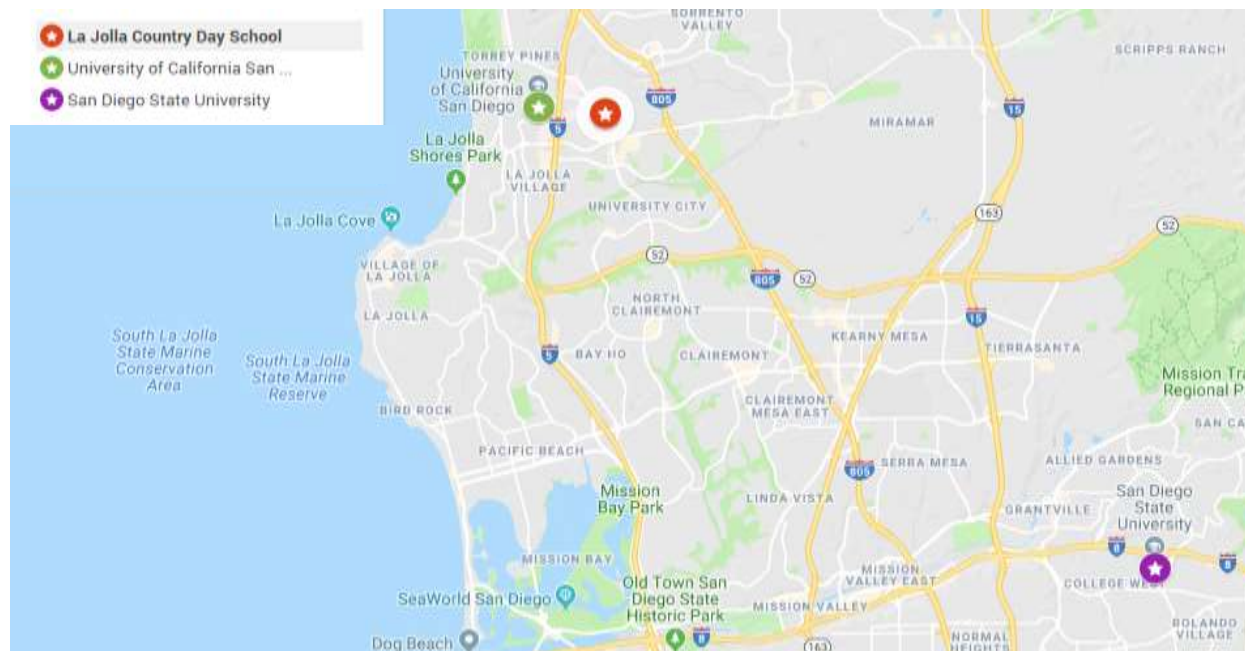 La Jolla Country Day School
University of California San ...
San Diego State University
SORRENTO
VALLEY
SCRIPPS RANCH
TORREY PINES
University
of California
San Diego
805
15
5
MIRAMAR
La Jolla
Shores Park
LA JOLLA
VILLAGE
UNIVERSITY CITY
163
La Jolla Cove
52
52
VILLAGE OF
LA JOLLA
805
52
NORTH
CLAIREMONT
LA JOLLA
15
KEARNY MESA
TIERRASANTA
South La Jolla
State Marine
Conservation
Area
South La Jolla
State Marine
Reserve
5
BAY HO
CLAIREMONT
Mission Tra
Regional P
BIRD ROCK
CLAIREMONT
MESA EAST
SAN CA
PACIFIC BEACH
805
SERRA MESA
ALLIED GARDENS
Mission
Bay Park
LINDA VISTA
San Diego
State
University
GRANTVILLE
8
8
MISSION BAY
MISSION
VALLEY EAST
COLLEGE WEST
SeaWorld San Diego
Old Town San
Diego State
Historic Park
MISSION VALLEY
ROLANDO
VILLAGE
Dog Beach
8
163
NORMAL
HEIGHTS